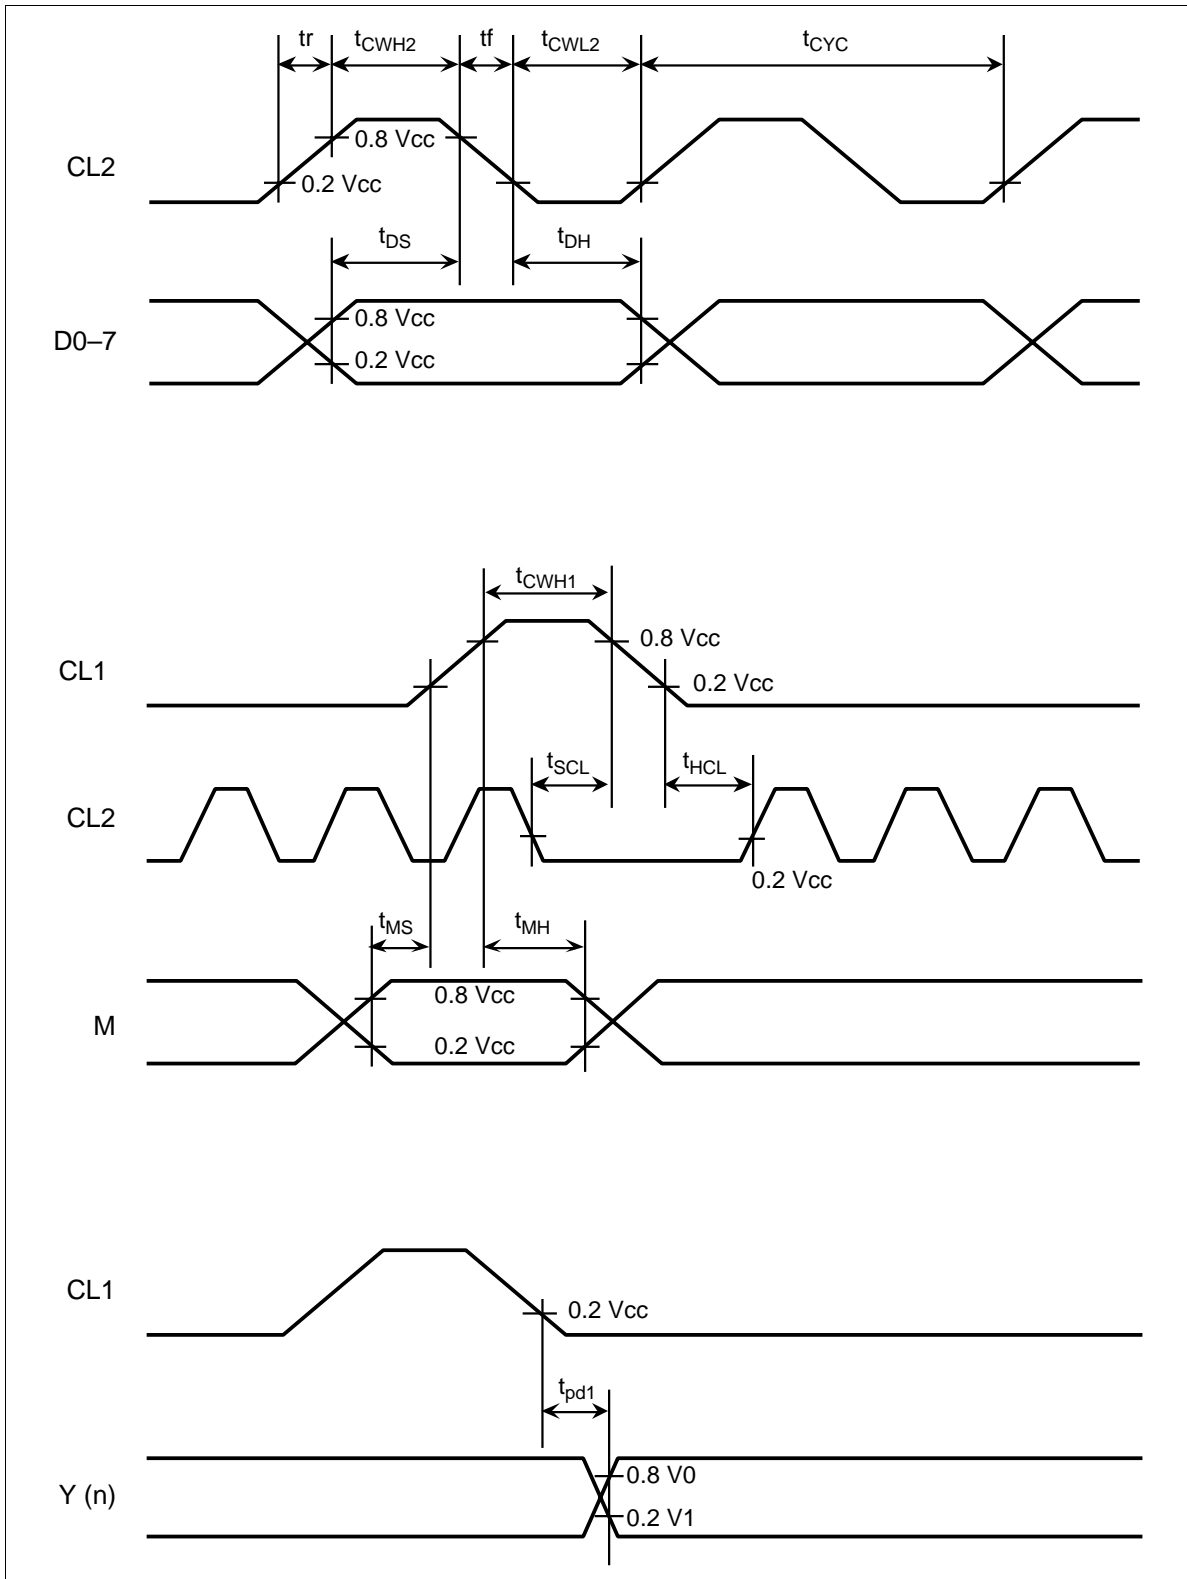 tr tCWH2 tf tCWL2 tCYC
CL2
0.8 Vcc
0.2 Vcc
tDS tDH
D0–7
0.8 Vcc
0.2 Vcc
tCWH1
CL1
0.8 Vcc
0.2 Vcc
tSCL tHCL
CL2
0.2 Vcc
tMS tMH
M
0.8 Vcc
0.2 Vcc
CL1
0.2 Vcc
tpd1
Y (n)
0.8 V0
0.2 V1